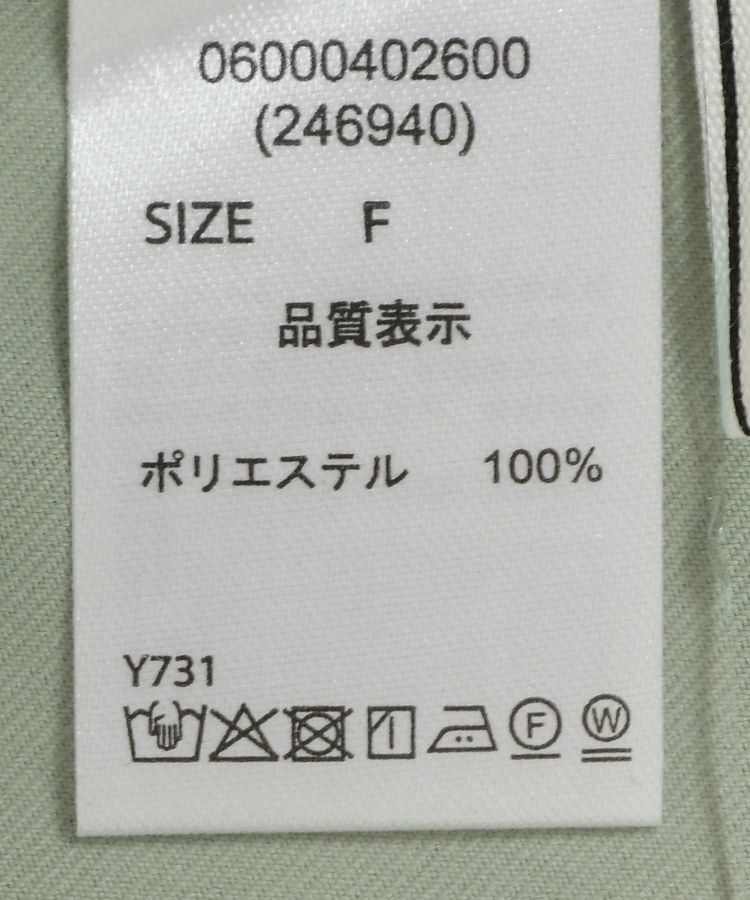 06000402600
(246940)
SIZE F
品質表示
ポリエステル 100%
Y731
F W